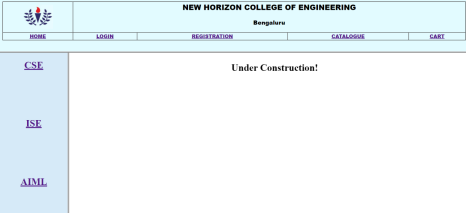 NEW HORIZON COLLEGE OF ENGINEERING
Bengaluru
HOME LOGIN REGISTRATION CATALOGUE CART
CSE
Under Construction!
ISE
AIML